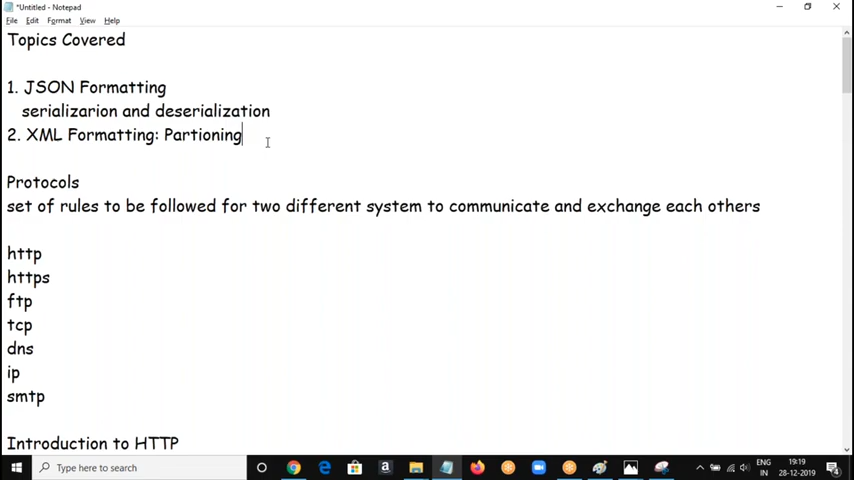 *Untitled - Notepad
File Edit Format View Help
Topics Covered
1. JSON Formatting
serializarion and deserialization
2. XML Formatting: Partioning
Protocols
set of rules to be followed for two different system to communicate and exchange each others
http
https
ftp
tcp
dns
ip
smtp
Introduction to HTTP
Type here to search
ENG
IN
19:19
28-12-2019
4